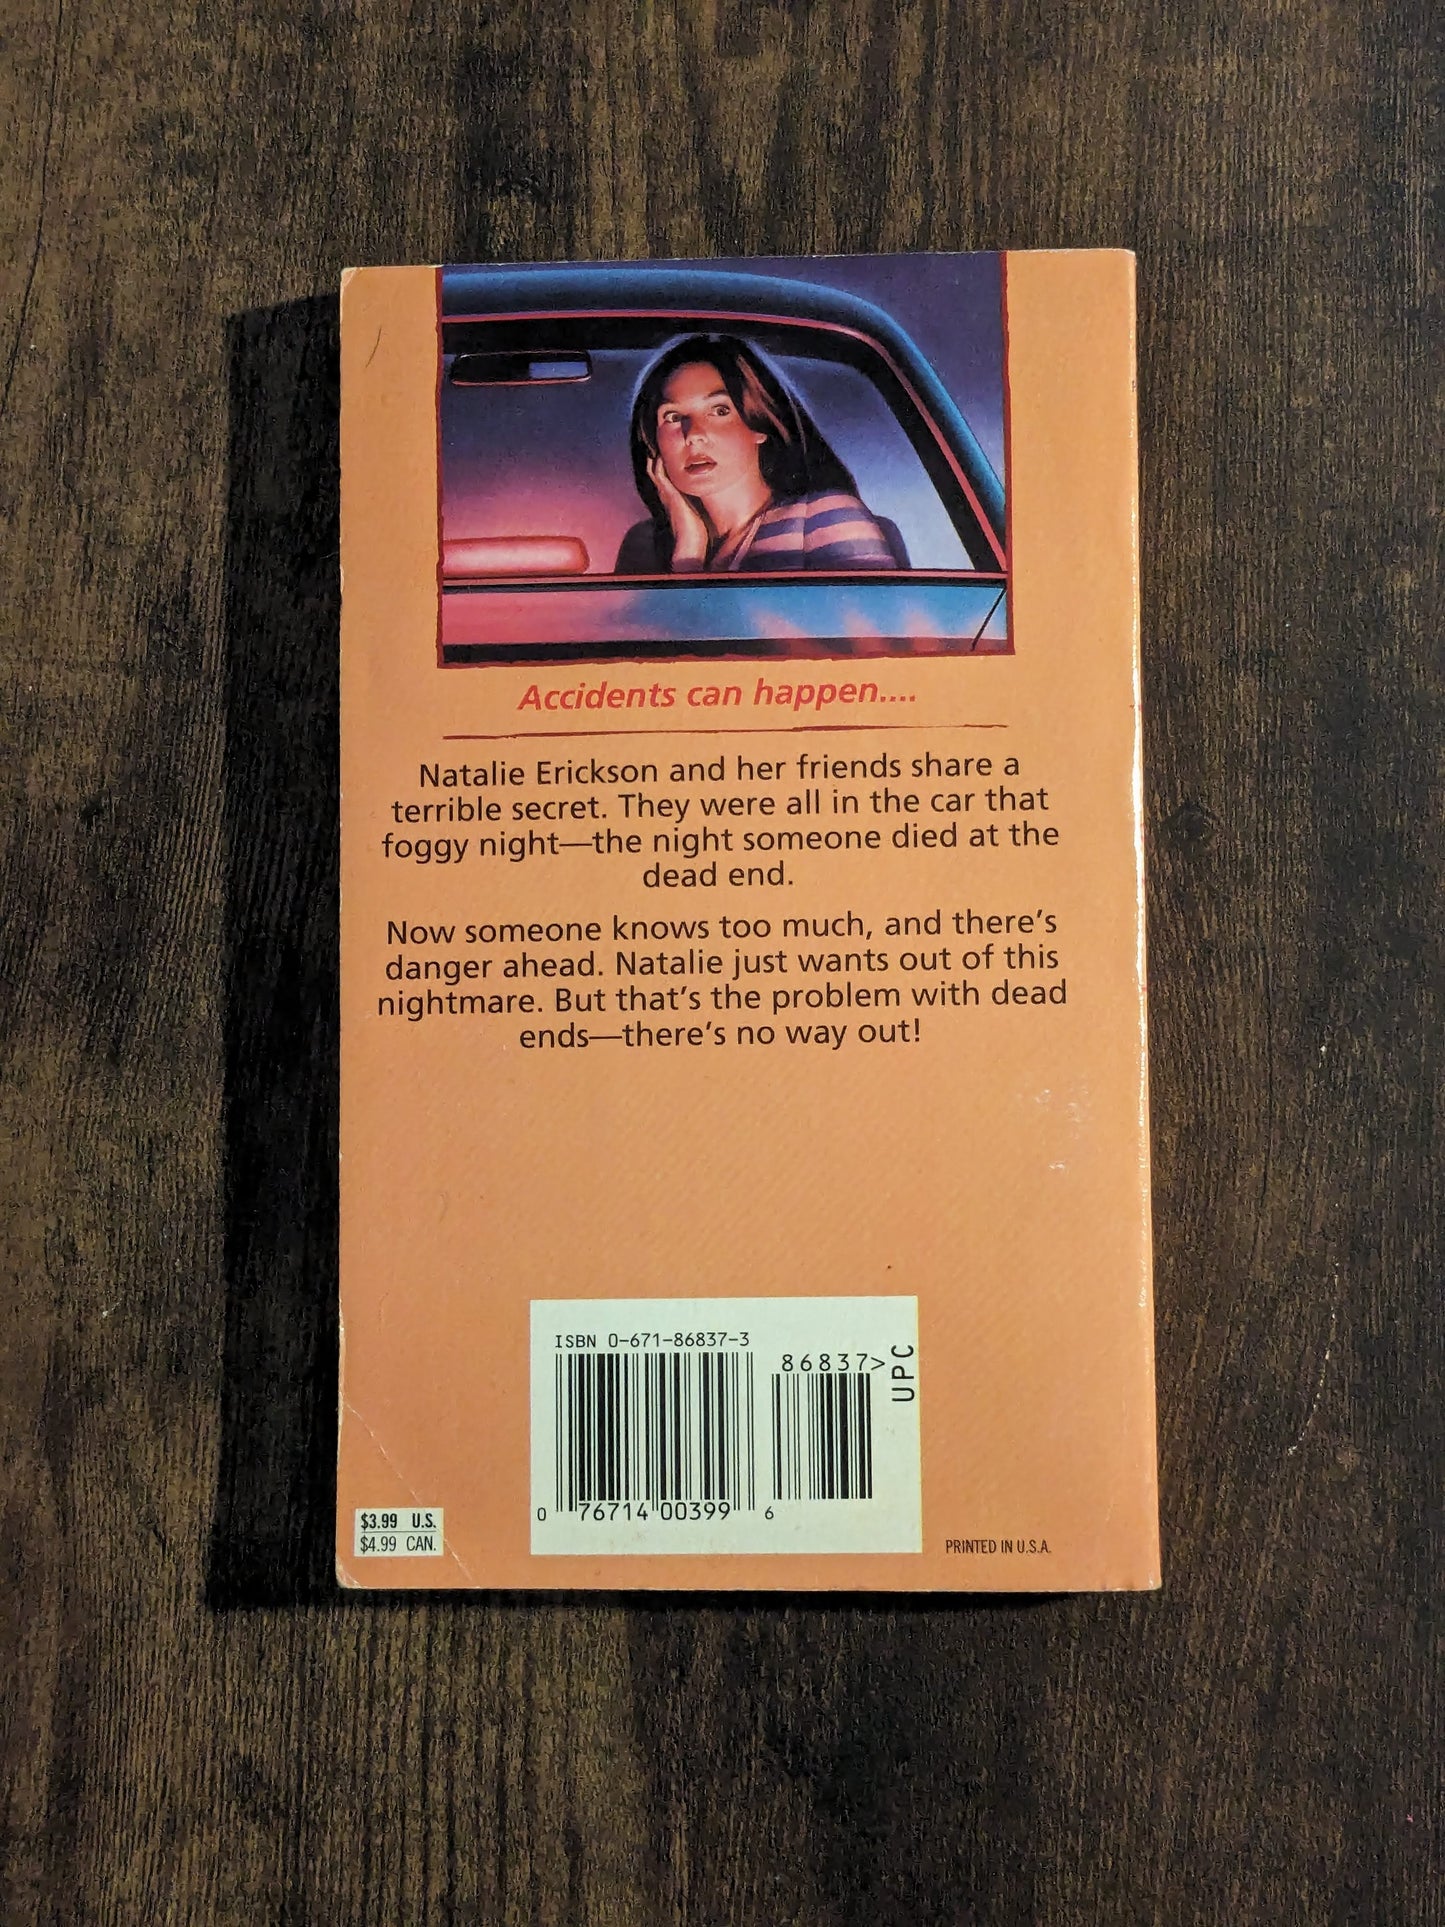 Accidents can happen....
Natalie Erickson and her friends share a
terrible secret. They were all in the car that
foggy night—the night someone died at the
dead end.
Now someone knows too much, and there's
danger ahead. Natalie just wants out of this
nightmare. But that's the problem with dead
ends—there's no way out!
ISBN 0-671-86837-3
86837>
UPC
0 76714 00399 6
$3.99 U.S.
$4.99 CAN.
PRINTED IN U.S.A.